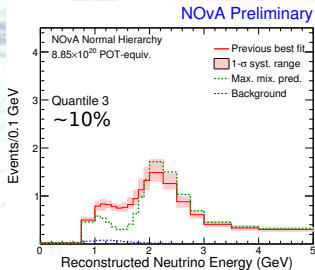 NOvA Preliminary
NOvA Normal Hierarchy
8.85×10²⁰ POT-equiv.
Previous best fit
1-σ syst. range
Max. mix. pred.
Background
Quantile 3
~10%
Events/0.1 GeV
4
3
2
1
0 1 2 3 4 5
Reconstructed Neutrino Energy (GeV)